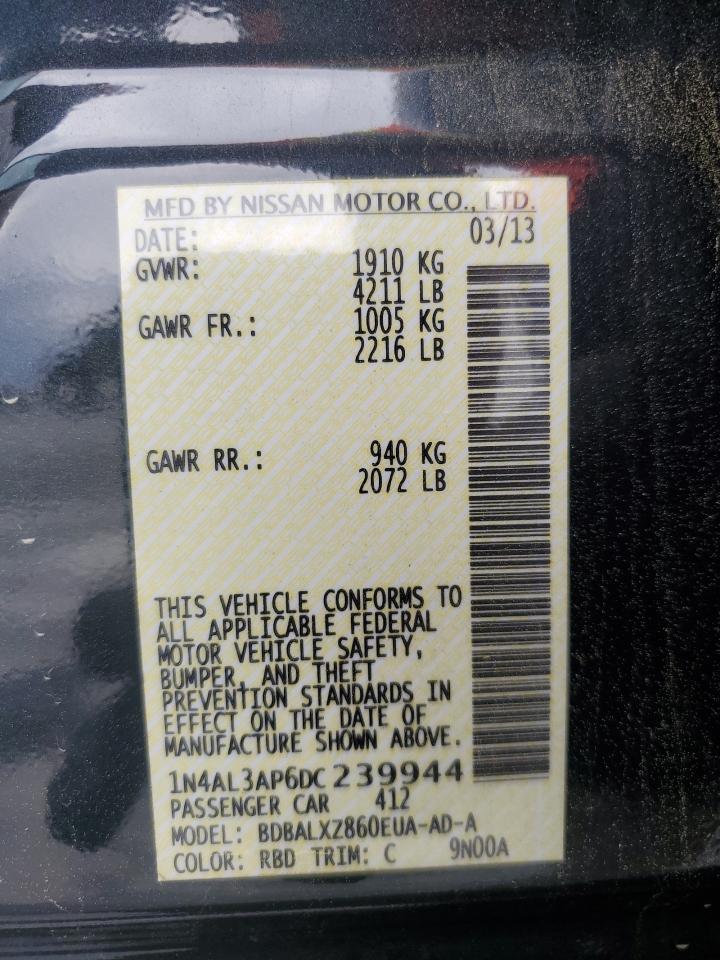 MFD BY NISSAN MOTOR CO., LTD.
DATE: 03/13
GVWR: 1910 KG
4211 LB
GAWR FR.: 1005 KG
2216 LB
GAWR RR.: 940 KG
2072 LB
THIS VEHICLE CONFORMS TO
ALL APPLICABLE FEDERAL
MOTOR VEHICLE SAFETY,
BUMPER, AND THEFT
PREVENTION STANDARDS IN
EFFECT ON THE DATE OF
MANUFACTURE SHOWN ABOVE.
1N4AL3AP6DC 239944
PASSENGER CAR 412
MODEL: BDBALXZ860EUA-AD-A
COLOR: RBD TRIM: C 9N00A